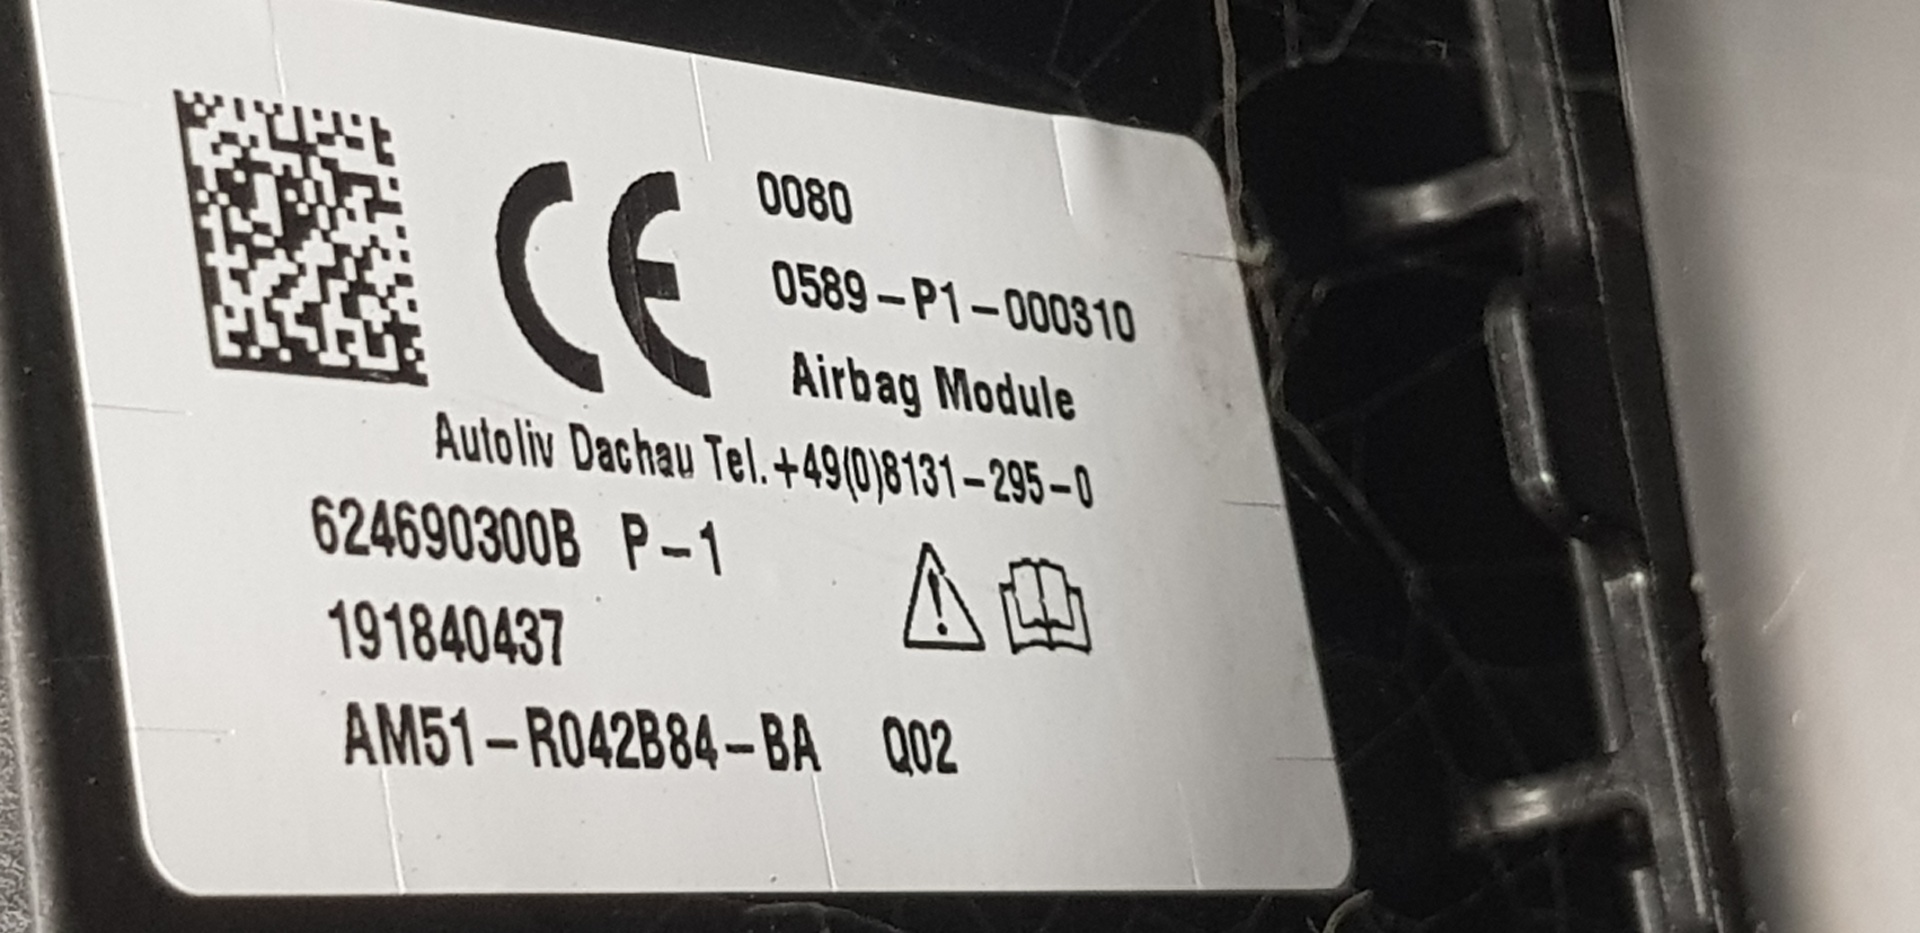 CE 0080
0589-P1-000310
Airbag Module
Autoliv Dachau Tel.+49(0)8131-295-0
624690300B P-1
191840437
AM51-R042B84-BA Q02